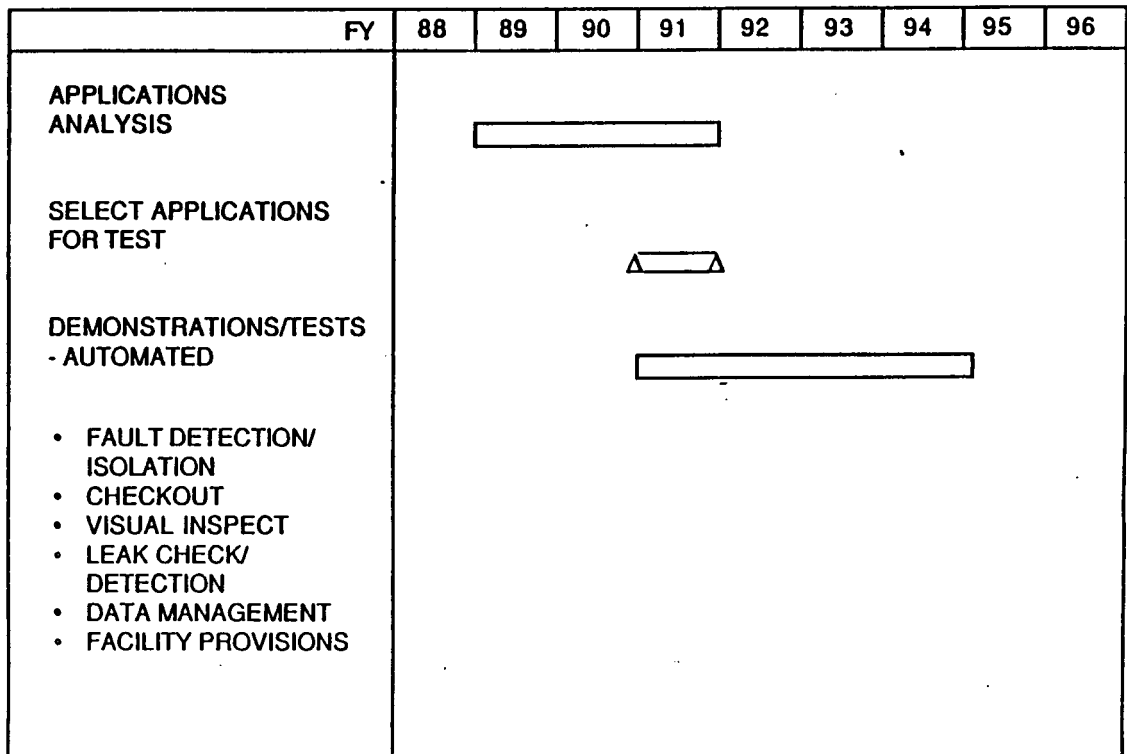 FY 88 89 90 91 92 93 94 95 96
APPLICATIONS
ANALYSIS
SELECT APPLICATIONS
FOR TEST
DEMONSTRATIONS/TESTS
- AUTOMATED
• FAULT DETECTION/
ISOLATION
• CHECKOUT
• VISUAL INSPECT
• LEAK CHECK/
DETECTION
• DATA MANAGEMENT
• FACILITY PROVISIONS